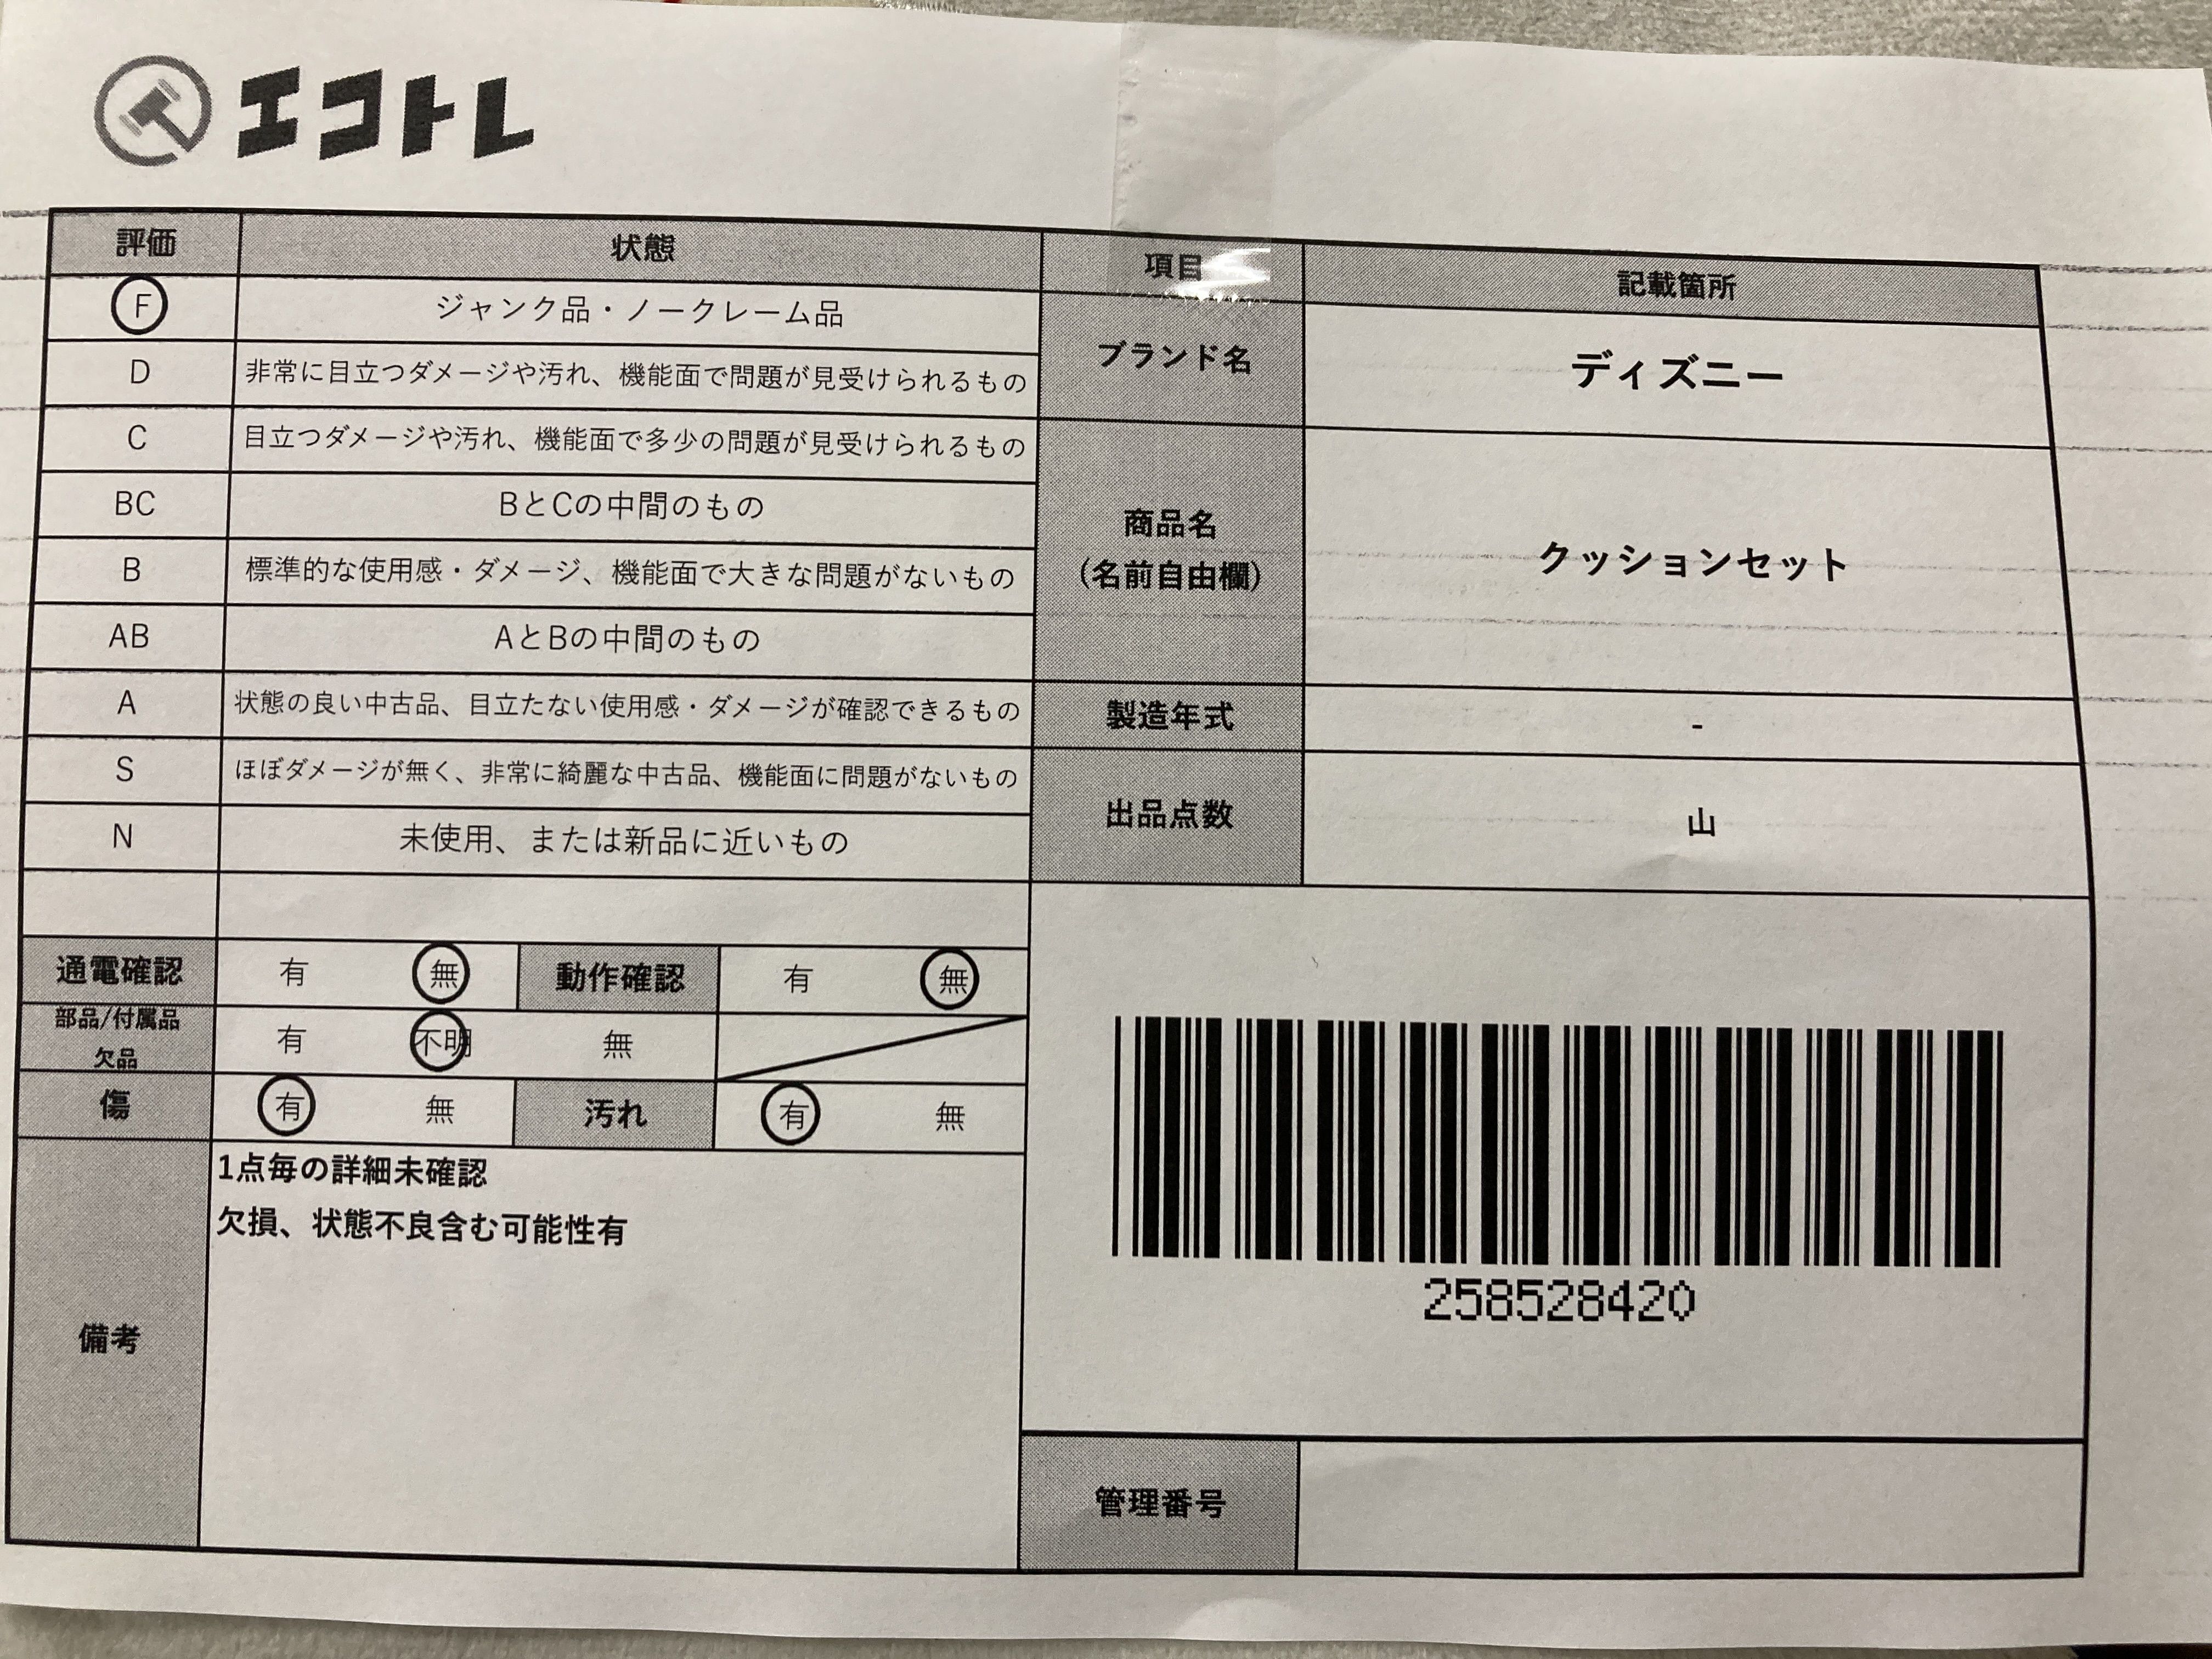 エコトレ
評価 状態
F ジャンク品・ノークレーム品
D 非常に目立つダメージや汚れ、機能面で問題が見受けられるもの
C 目立つダメージや汚れ、機能面で多少の問題が見受けられるもの
BC BとCの中間のもの
B 標準的な使用感・ダメージ、機能面で大きな問題がないもの
AB AとBの中間のもの
A 状態の良い中古品、目立たない使用感・ダメージが確認できるもの
S ほぼダメージが無く、非常に綺麗な中古品、機能面に問題がないもの
N 未使用、または新品に近いもの
通電確認 有 無 動作確認 有 無
部品/付属品
欠品 有 不明 無
傷 有 無 汚れ 有 無
備考
1点毎の詳細未確認
欠損、状態不良含む可能性有
項目 記載箇所
ブランド名 ディズニー
商品名
(名前自由欄) クッションセット
製造年式 -
出品点数 山
258528420
管理番号